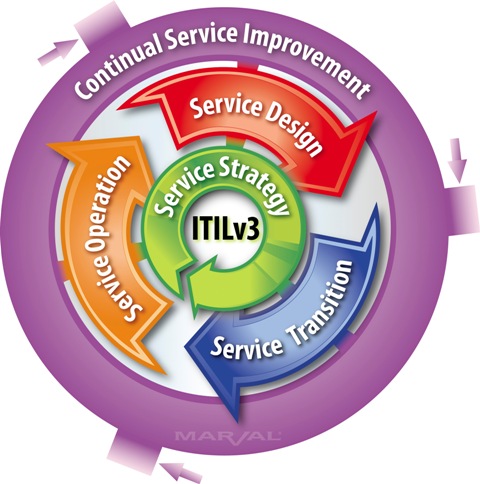 Continual Service Improvement
Service Design
Service Strategy
ITILv3
Service Operation
Service Transition
MARVAL®